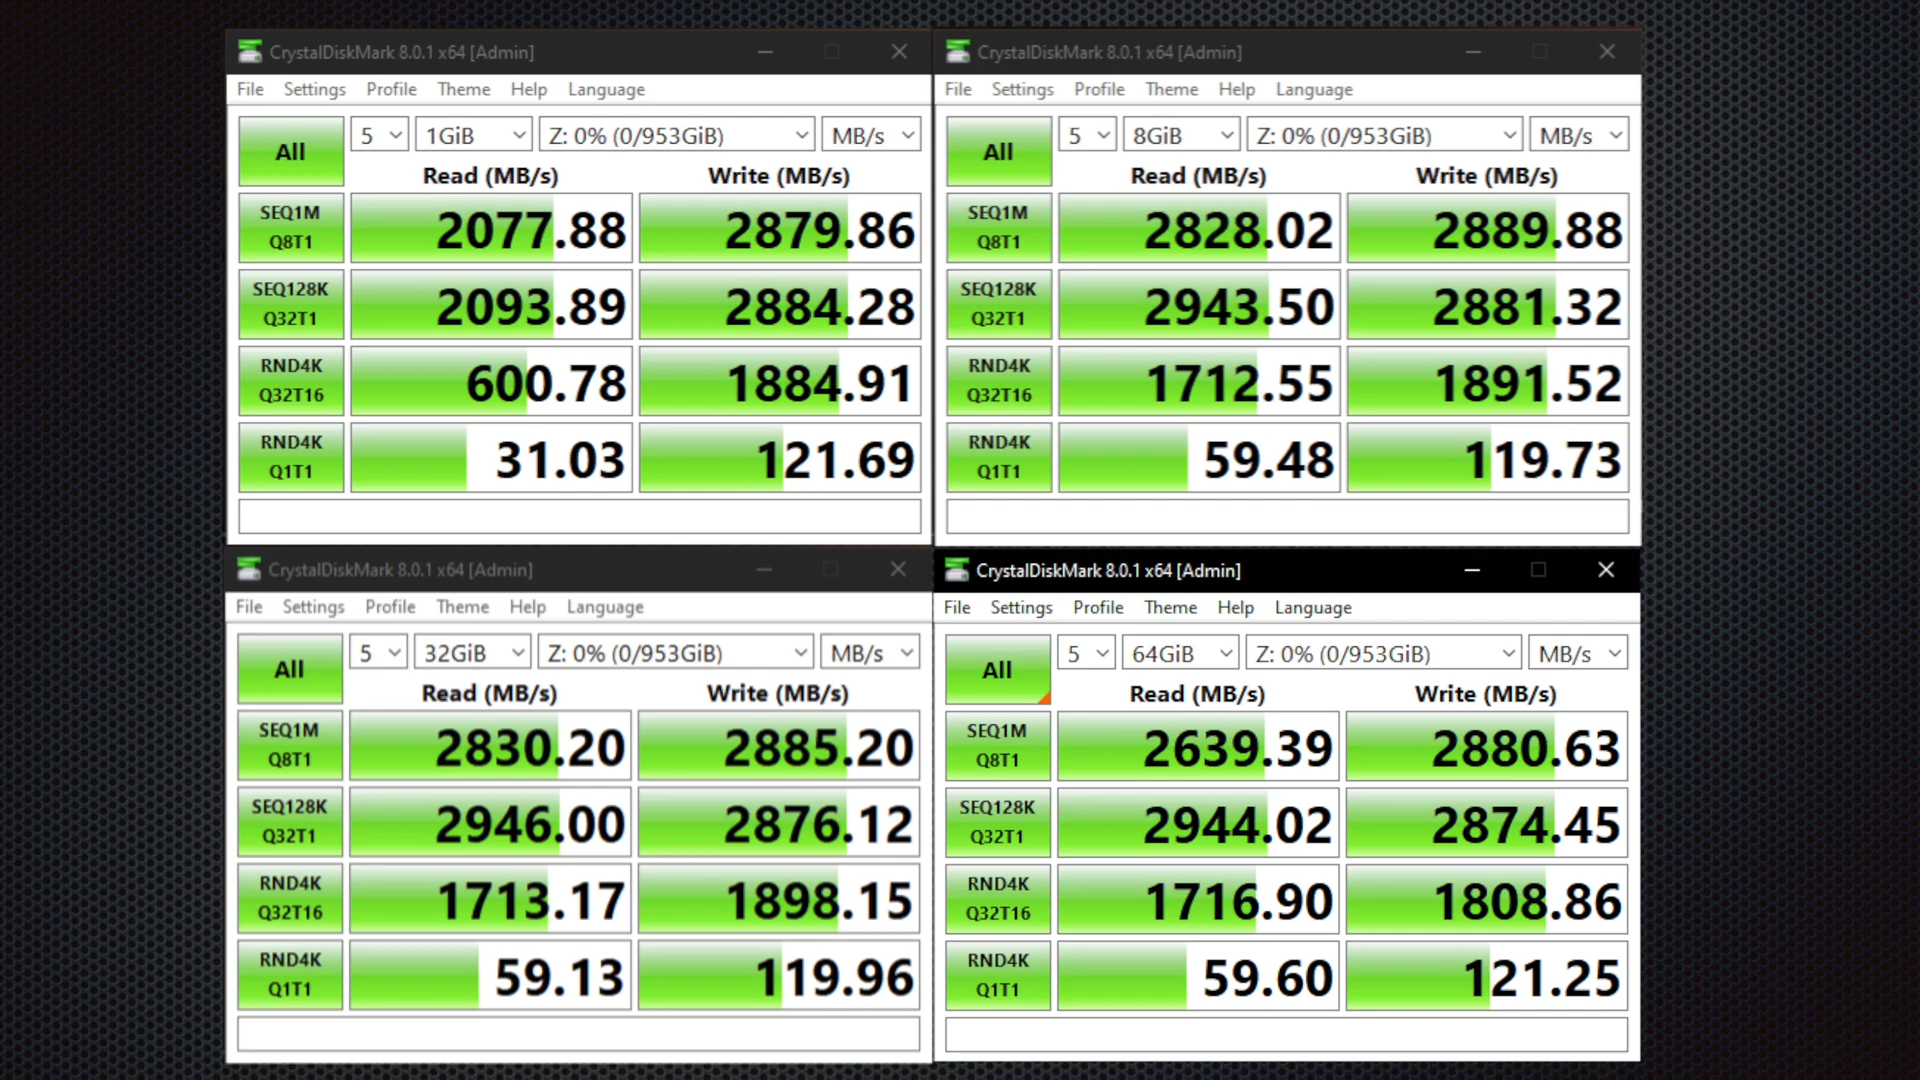 CrystalDiskMark 8.0.1 x64 [Admin]
File Settings Profile Theme Help Language
All 5 1GiB Z: 0% (0/953GiB) MB/s
Read (MB/s) Write (MB/s)
SEQ1M Q8T1 2077.88 2879.86
SEQ128K Q32T1 2093.89 2884.28
RND4K Q32T16 600.78 1884.91
RND4K Q1T1 31.03 121.69
CrystalDiskMark 8.0.1 x64 [Admin]
File Settings Profile Theme Help Language
All 5 8GiB Z: 0% (0/953GiB) MB/s
Read (MB/s) Write (MB/s)
SEQ1M Q8T1 2828.02 2889.88
SEQ128K Q32T1 2943.50 2881.32
RND4K Q32T16 1712.55 1891.52
RND4K Q1T1 59.48 119.73
CrystalDiskMark 8.0.1 x64 [Admin]
File Settings Profile Theme Help Language
All 5 32GiB Z: 0% (0/953GiB) MB/s
Read (MB/s) Write (MB/s)
SEQ1M Q8T1 2830.20 2885.20
SEQ128K Q32T1 2946.00 2876.12
RND4K Q32T16 1713.17 1898.15
RND4K Q1T1 59.13 119.96
CrystalDiskMark 8.0.1 x64 [Admin]
File Settings Profile Theme Help Language
All 5 64GiB Z: 0% (0/953GiB) MB/s
Read (MB/s) Write (MB/s)
SEQ1M Q8T1 2639.39 2880.63
SEQ128K Q32T1 2944.02 2874.45
RND4K Q32T16 1716.90 1808.86
RND4K Q1T1 59.60 121.25